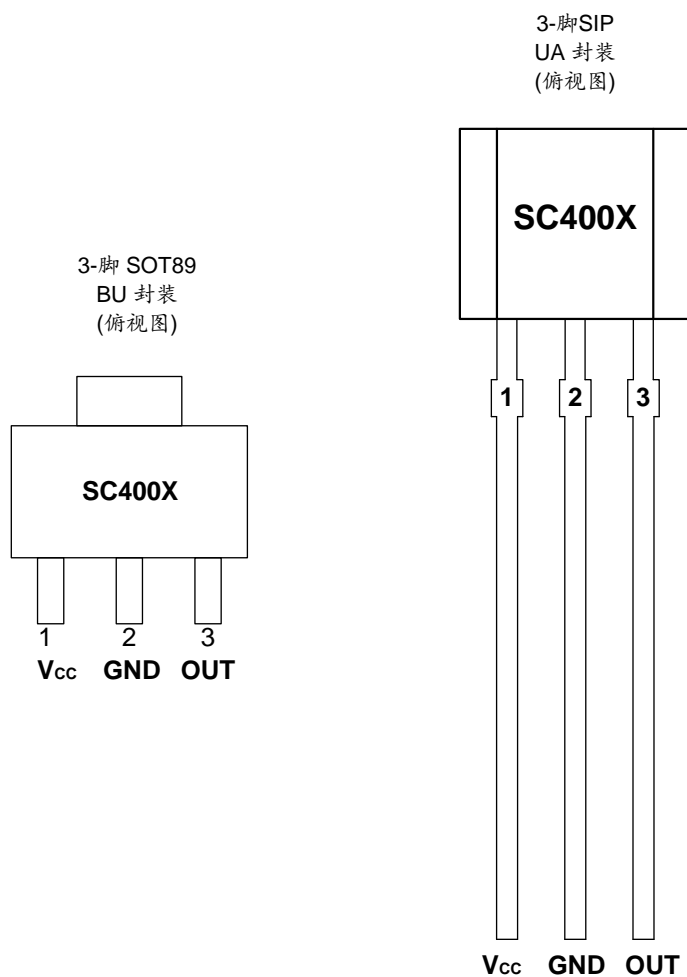 3-脚 SOT89
BU 封装
(俯视图)
SC400X
1 2 3
Vcc GND OUT
3-脚SIP
UA 封装
(俯视图)
SC400X
1 2 3
Vcc GND OUT